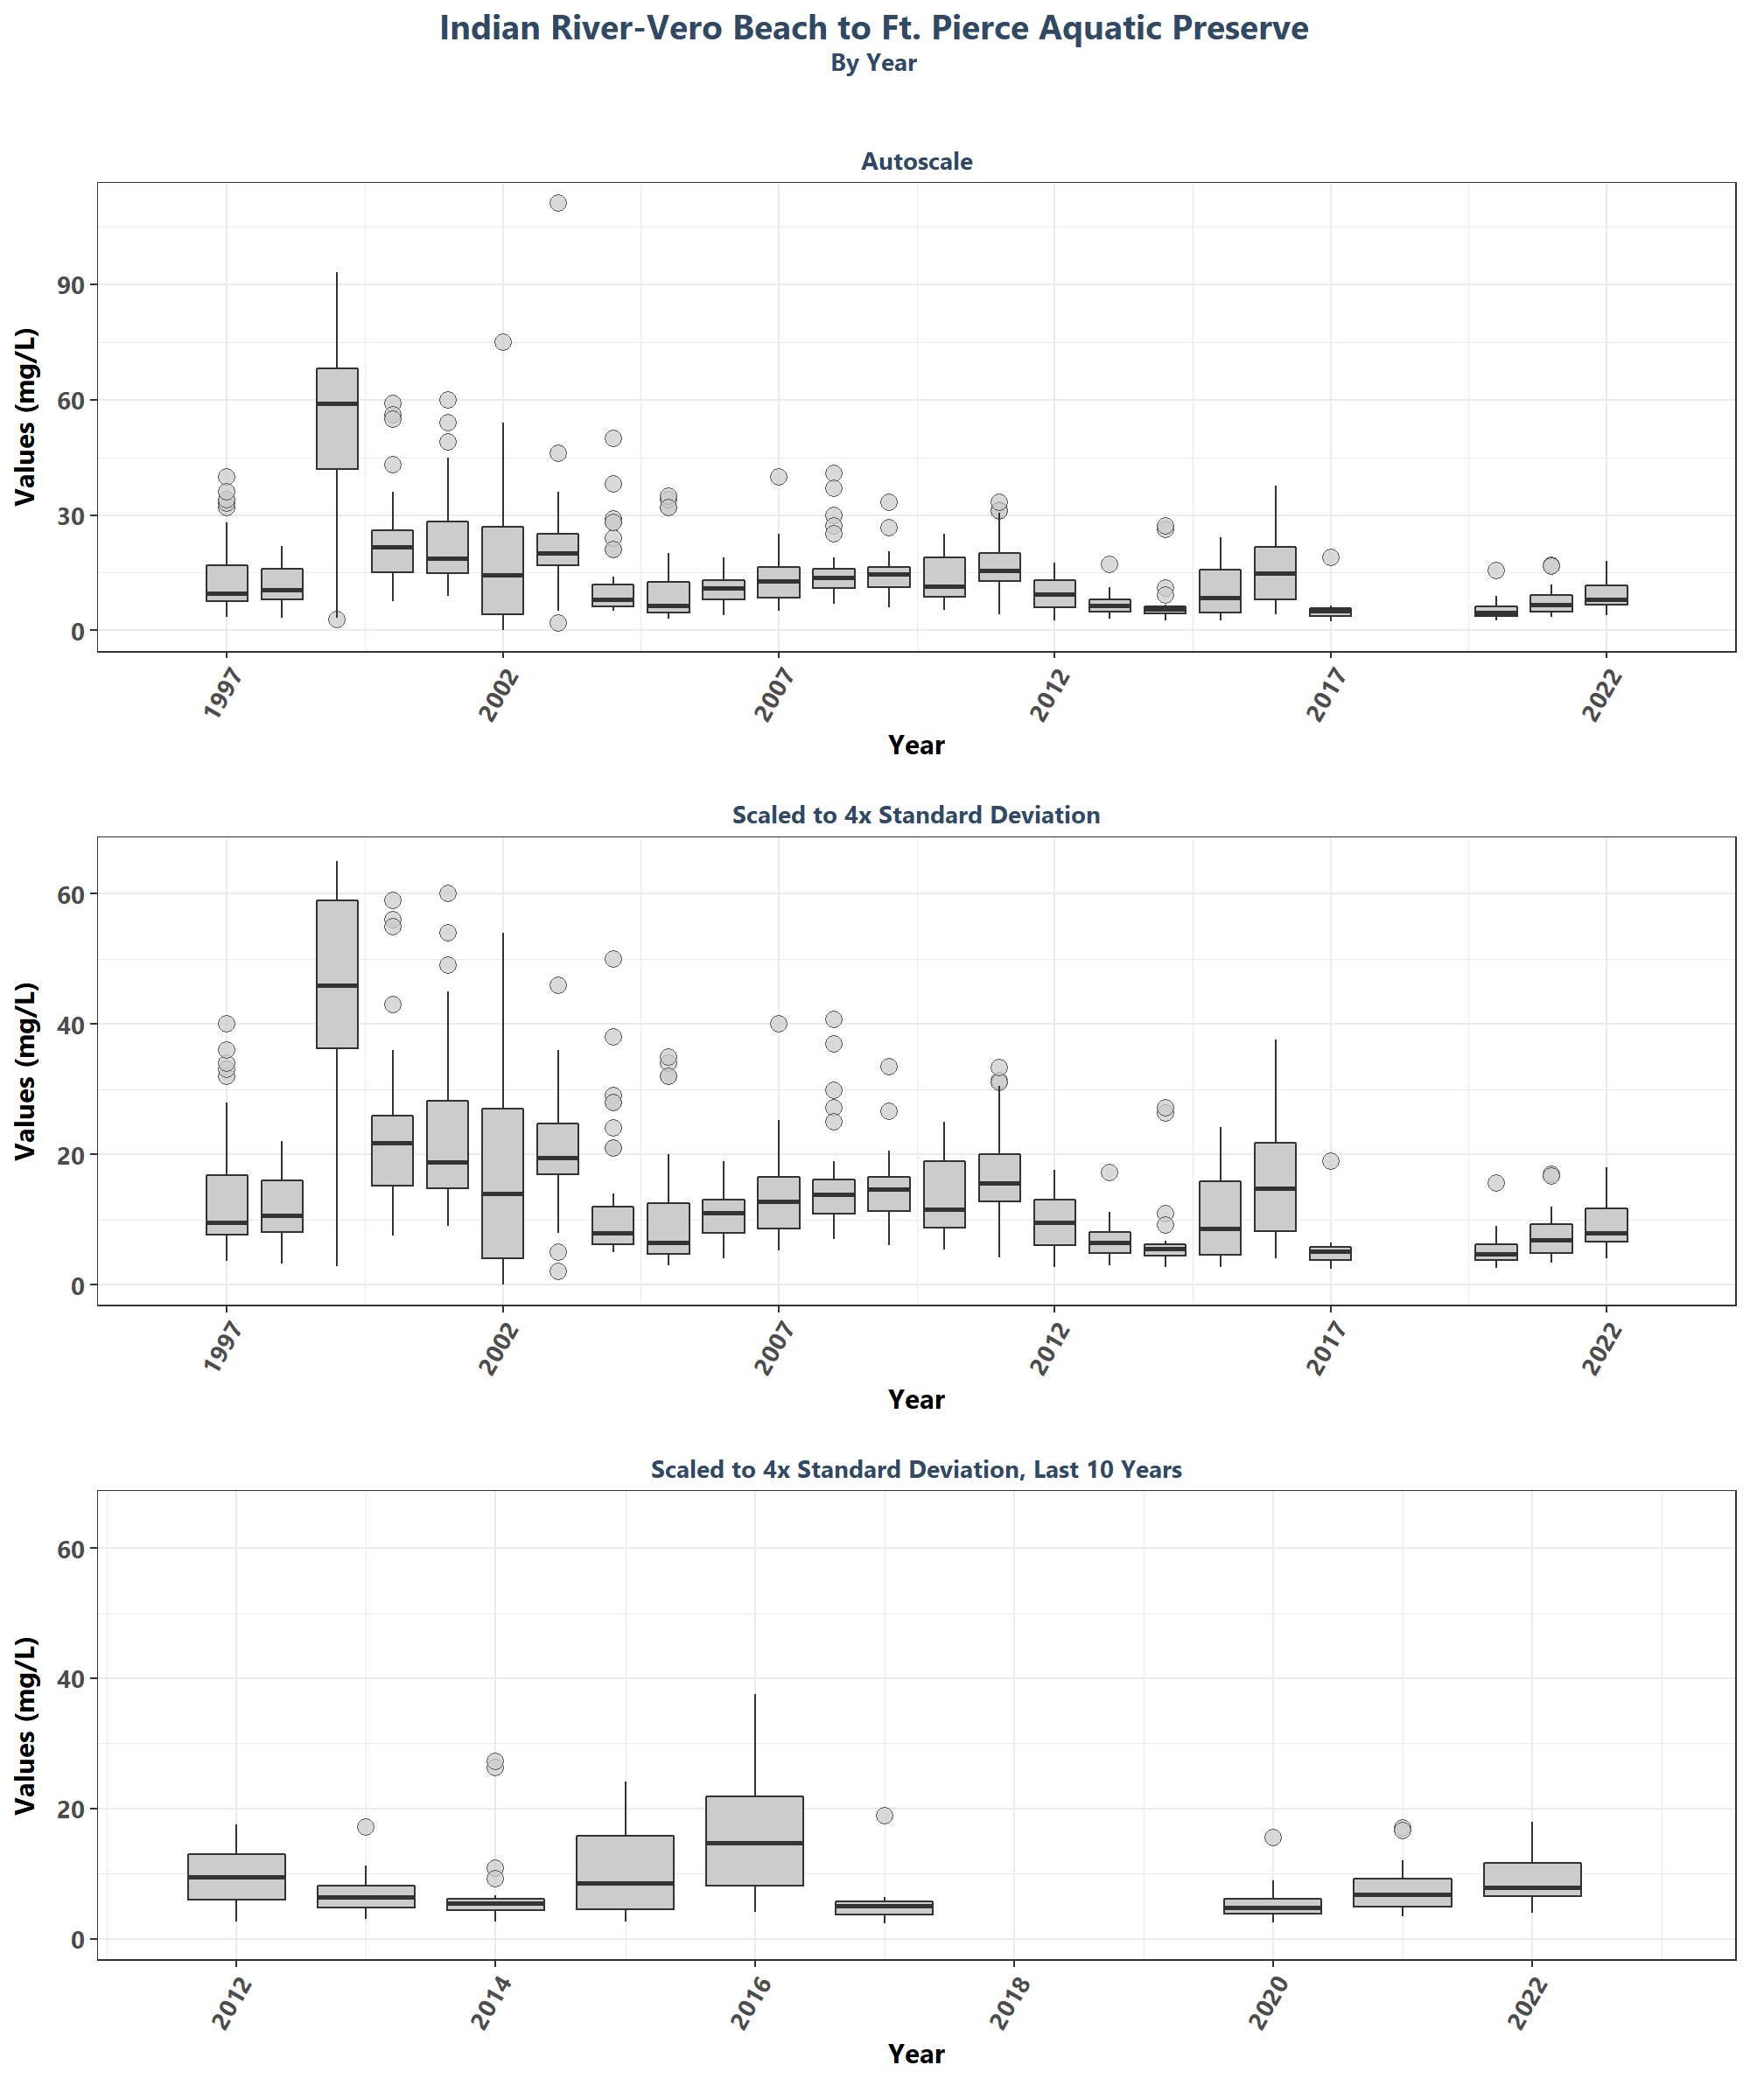 Indian River-Vero Beach to Ft. Pierce Aquatic Preserve
By Year
Autoscale
Values (mg/L)
90
60
30
0
1997
2002
2007
2012
2017
2022
Year
Scaled to 4x Standard Deviation
Values (mg/L)
60
40
20
0
1997
2002
2007
2012
2017
2022
Year
Scaled to 4x Standard Deviation, Last 10 Years
Values (mg/L)
60
40
20
0
2012
2014
2016
2018
2020
2022
Year